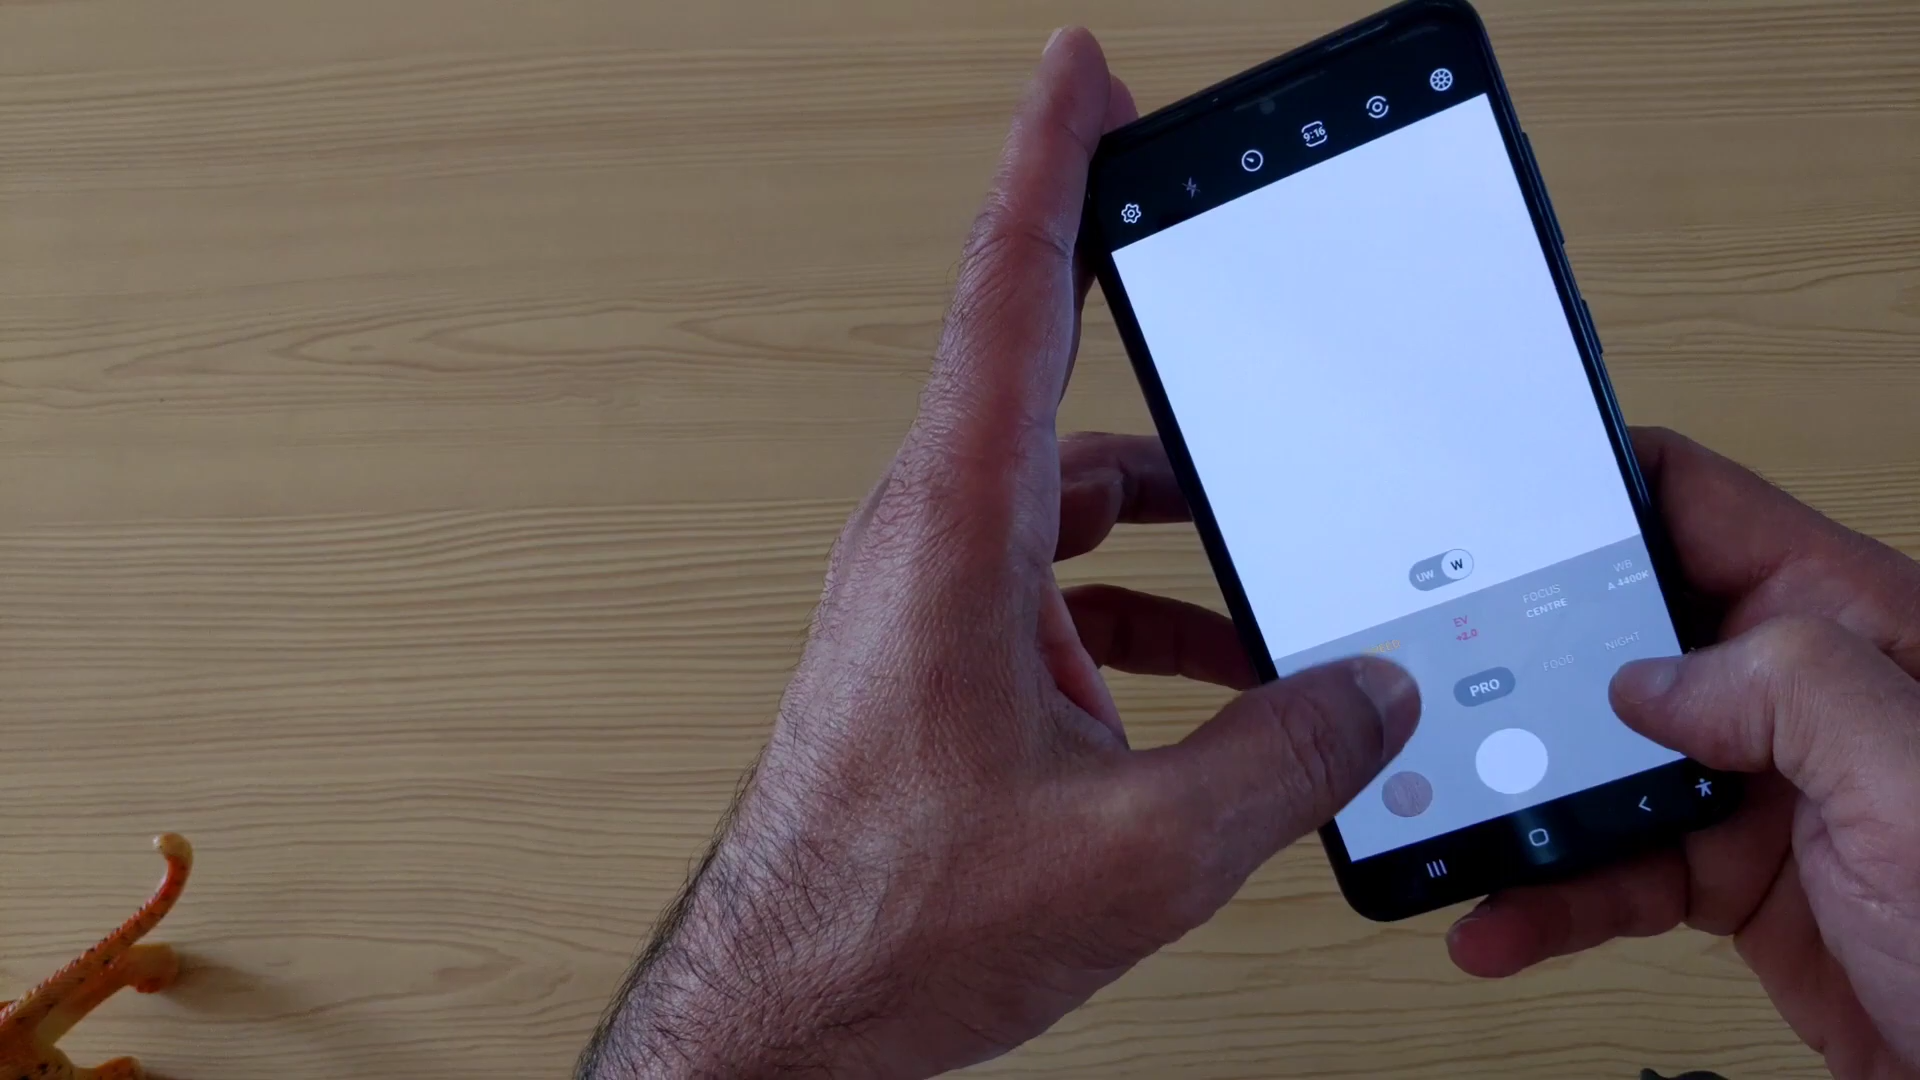 9:16
UW W
EV
+2.0
FOCUS
CENTRE
WB
A 4400K
PRO
FOOD
NIGHT